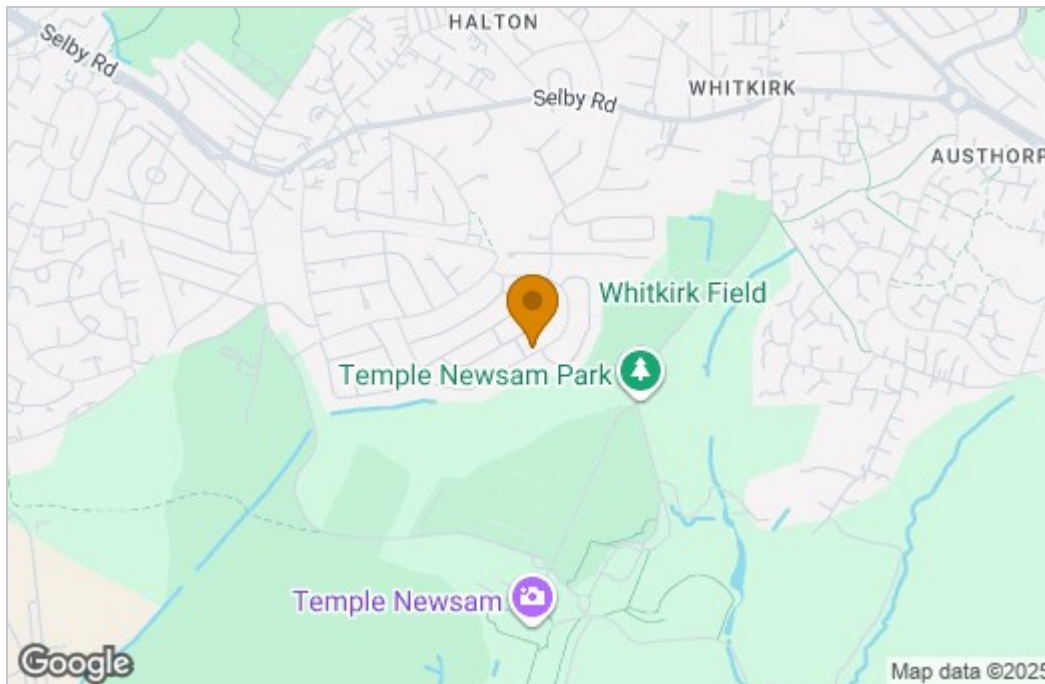 HALTON
Selby Rd
Selby Rd
WHITKIRK
AUSTHORP
Whitkirk Field
Temple Newsam Park
Temple Newsam
Google
Map data ©2025